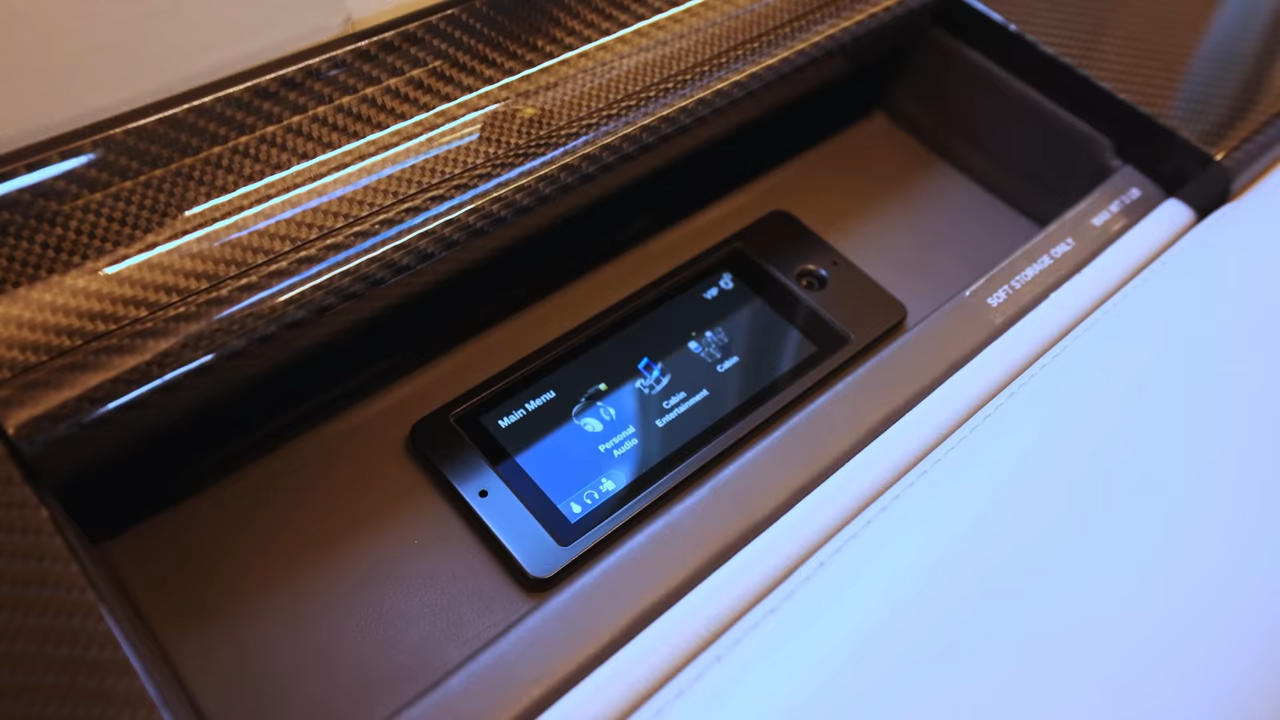 Main Menu
VIP
Personal
Audio
Cabin
Entertainment
Cabin
SOFT STORAGE ONLY